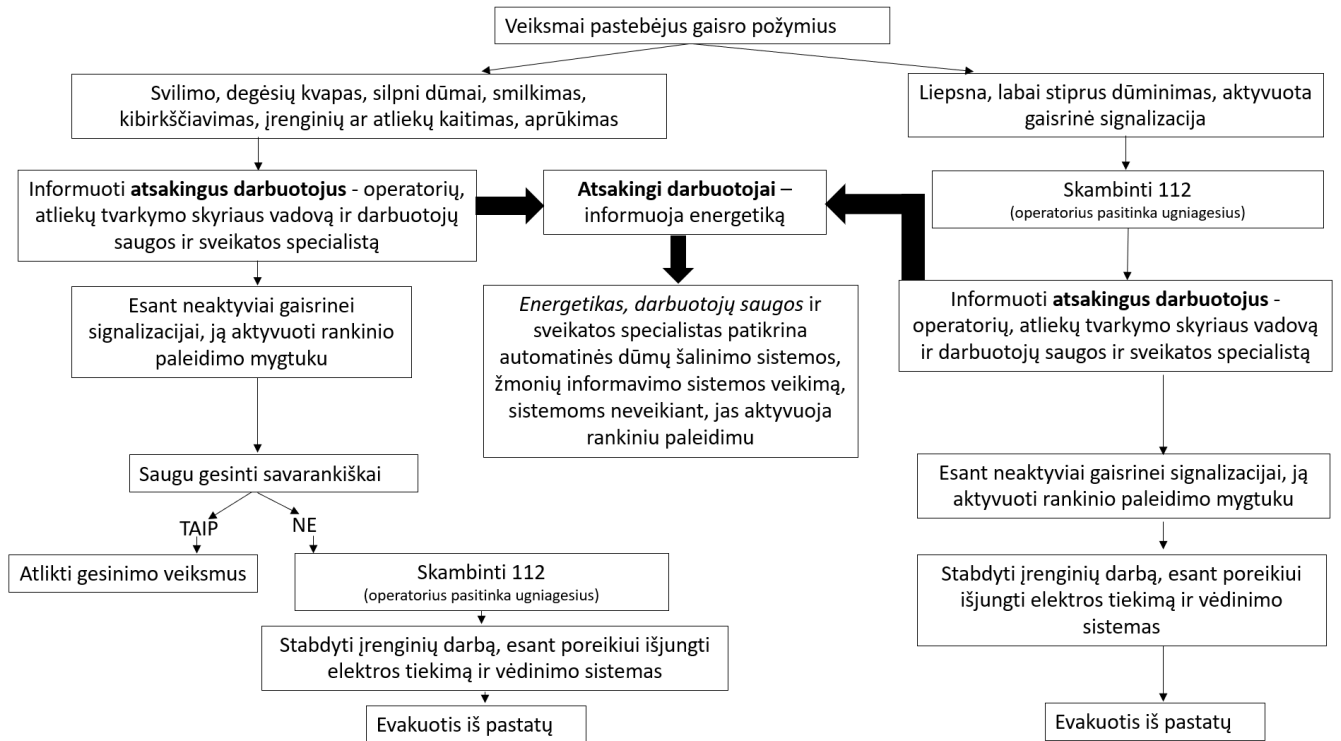 Veiksmai pastebėjus gaisro požymius
Svilimo, degėsių kvapas, silpni dūmai, smilkimas,
kibirkščiavimas, įrenginių ar atliekų kaitimas, aprūkimas
Liepsna, labai stiprus dūminimas, aktyvuota
gaisrinė signalizacija
Informuoti atsakingus darbuotojus - operatorių,
atliekų tvarkymo skyriaus vadovą ir darbuotojų
saugos ir sveikatos specialistą
Atsakingi darbuotojai –
informuoja energetiką
Skambinti 112
(operatorius pasitinka ugniagesius)
Esant neaktyviai gaisrinei
signalizacijai, ją aktyvuoti rankinio
paleidimo mygtuku
Energetikas, darbuotojų saugos ir
sveikatos specialistas patikrina
automatinės dūmų šalinimo sistemos,
žmonių informavimo sistemos veikimą,
sistemoms neveikiant, jas aktyvuoja
rankiniu paleidimu
Informuoti atsakingus darbuotojus -
operatorių, atliekų tvarkymo skyriaus vadovą
ir darbuotojų saugos ir sveikatos specialistą
Saugu gesinti savarankiškai
TAIP
NE
Atlikti gesinimo veiksmus
Skambinti 112
(operatorius pasitinka ugniagesius)
Stabdyti įrenginių darbą, esant poreikiui išjungti
elektros tiekimą ir vėdinimo sistemas
Evakuotis iš pastatų
Esant neaktyviai gaisrinei signalizacijai, ją
aktyvuoti rankinio paleidimo mygtuku
Stabdyti įrenginių darbą, esant poreikiui
išjungti elektros tiekimą ir vėdinimo
sistemas
Evakuotis iš pastatų